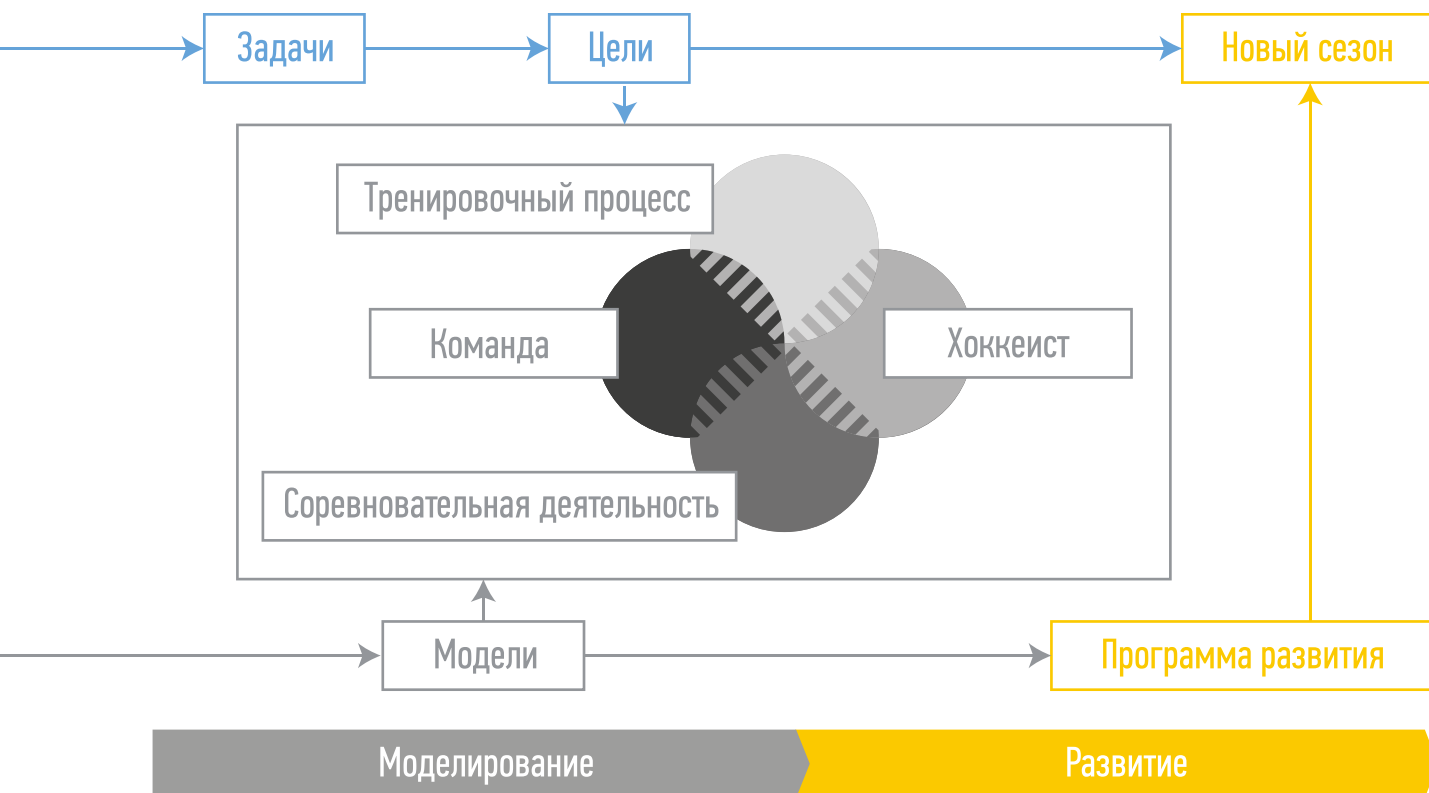 Задачи
Цели
Новый сезон
Тренировочный процесс
Команда
Хоккеист
Соревновательная деятельность
Модели
Программа развития
Моделирование
Развитие